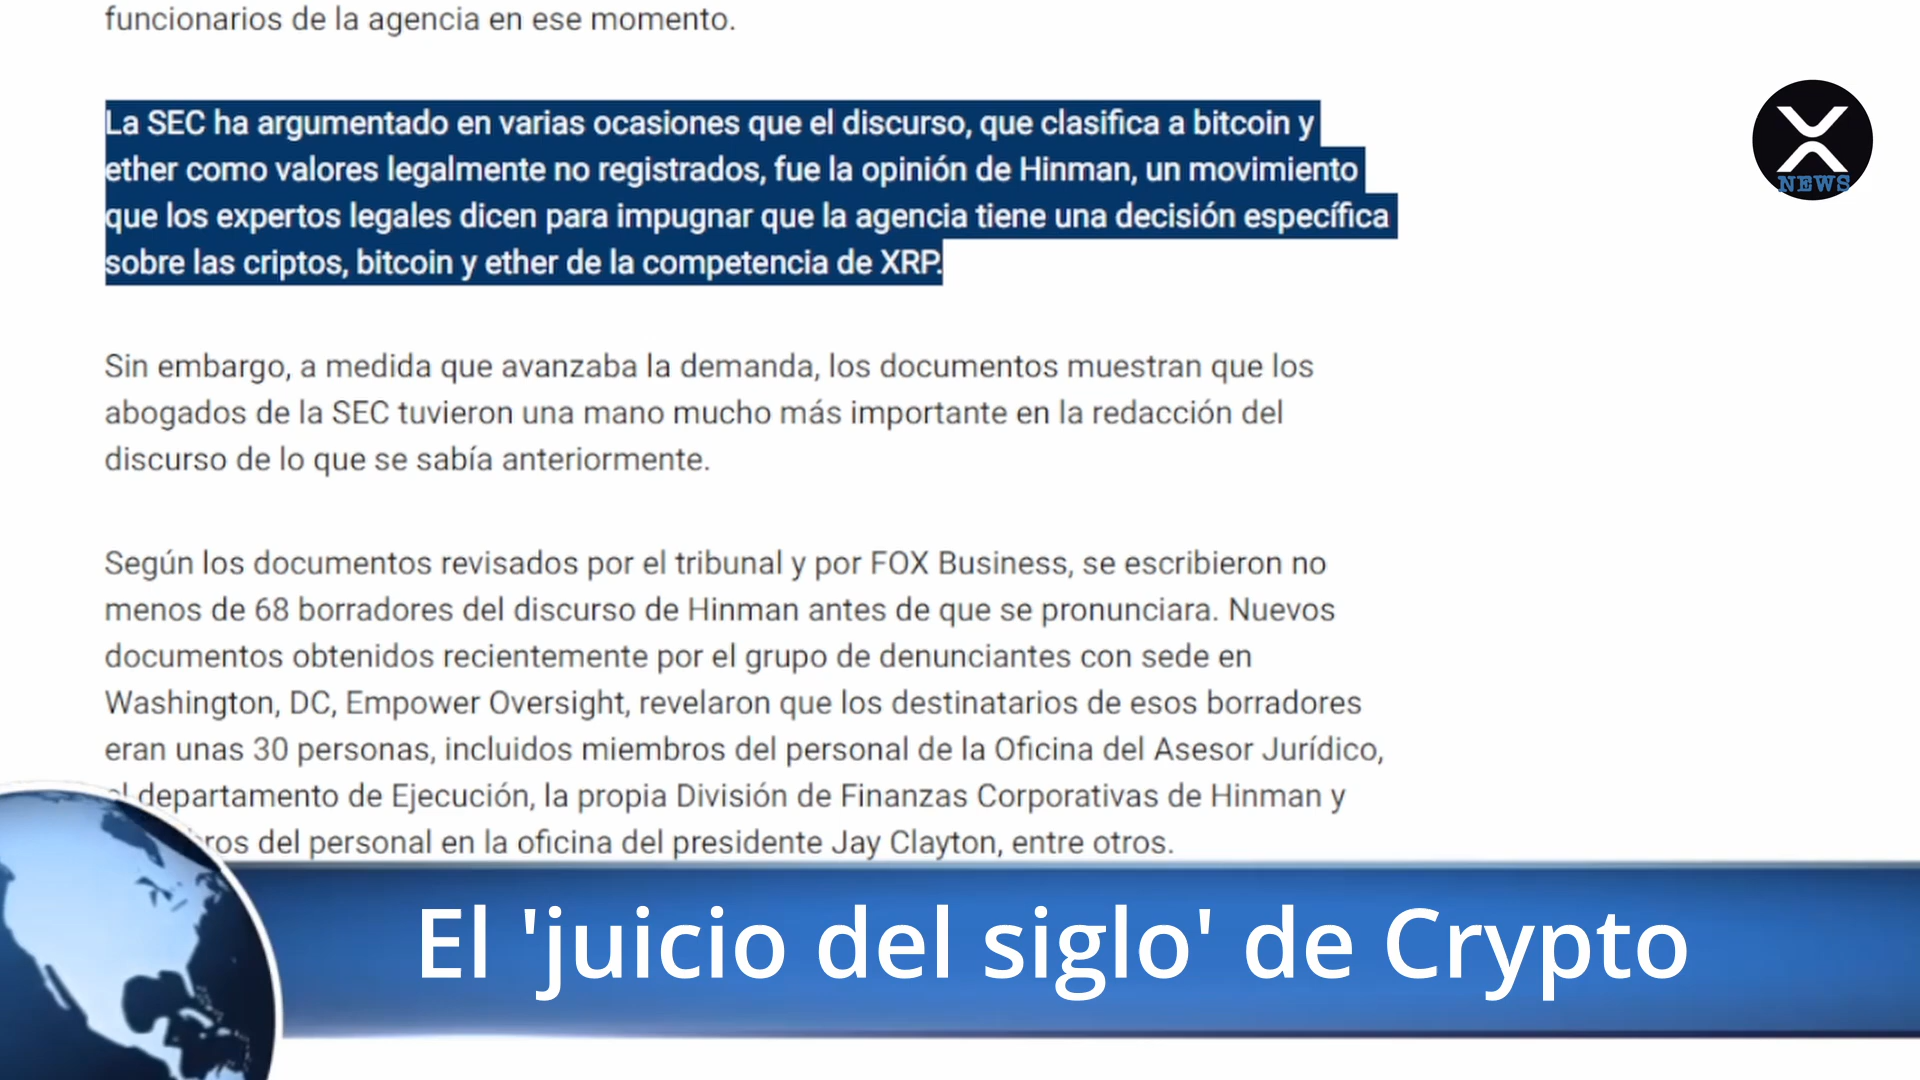 funcionarios de la agencia en ese momento.
La SEC ha argumentado en varias ocasiones que el discurso, que clasifica a bitcoin y
ether como valores legalmente no registrados, fue la opinión de Hinman, un movimiento
que los expertos legales dicen para impugnar que la agencia tiene una decisión específica
sobre las criptos, bitcoin y ether de la competencia de XRP.
NEWS
Sin embargo, a medida que avanzaba la demanda, los documentos muestran que los
abogados de la SEC tuvieron una mano mucho más importante en la redacción del
discurso de lo que se sabía anteriormente.
Según los documentos revisados por el tribunal y por FOX Business, se escribieron no
menos de 68 borradores del discurso de Hinman antes de que se pronunciara. Nuevos
documentos obtenidos recientemente por el grupo de denunciantes con sede en
Washington, DC, Empower Oversight, revelaron que los destinatarios de esos borradores
eran unas 30 personas, incluidos miembros del personal de la Oficina del Asesor Jurídico,
el departamento de Ejecución, la propia División de Finanzas Corporativas de Hinman y
del personal en la oficina del presidente Jay Clayton, entre otros.
El 'juicio del siglo' de Crypto